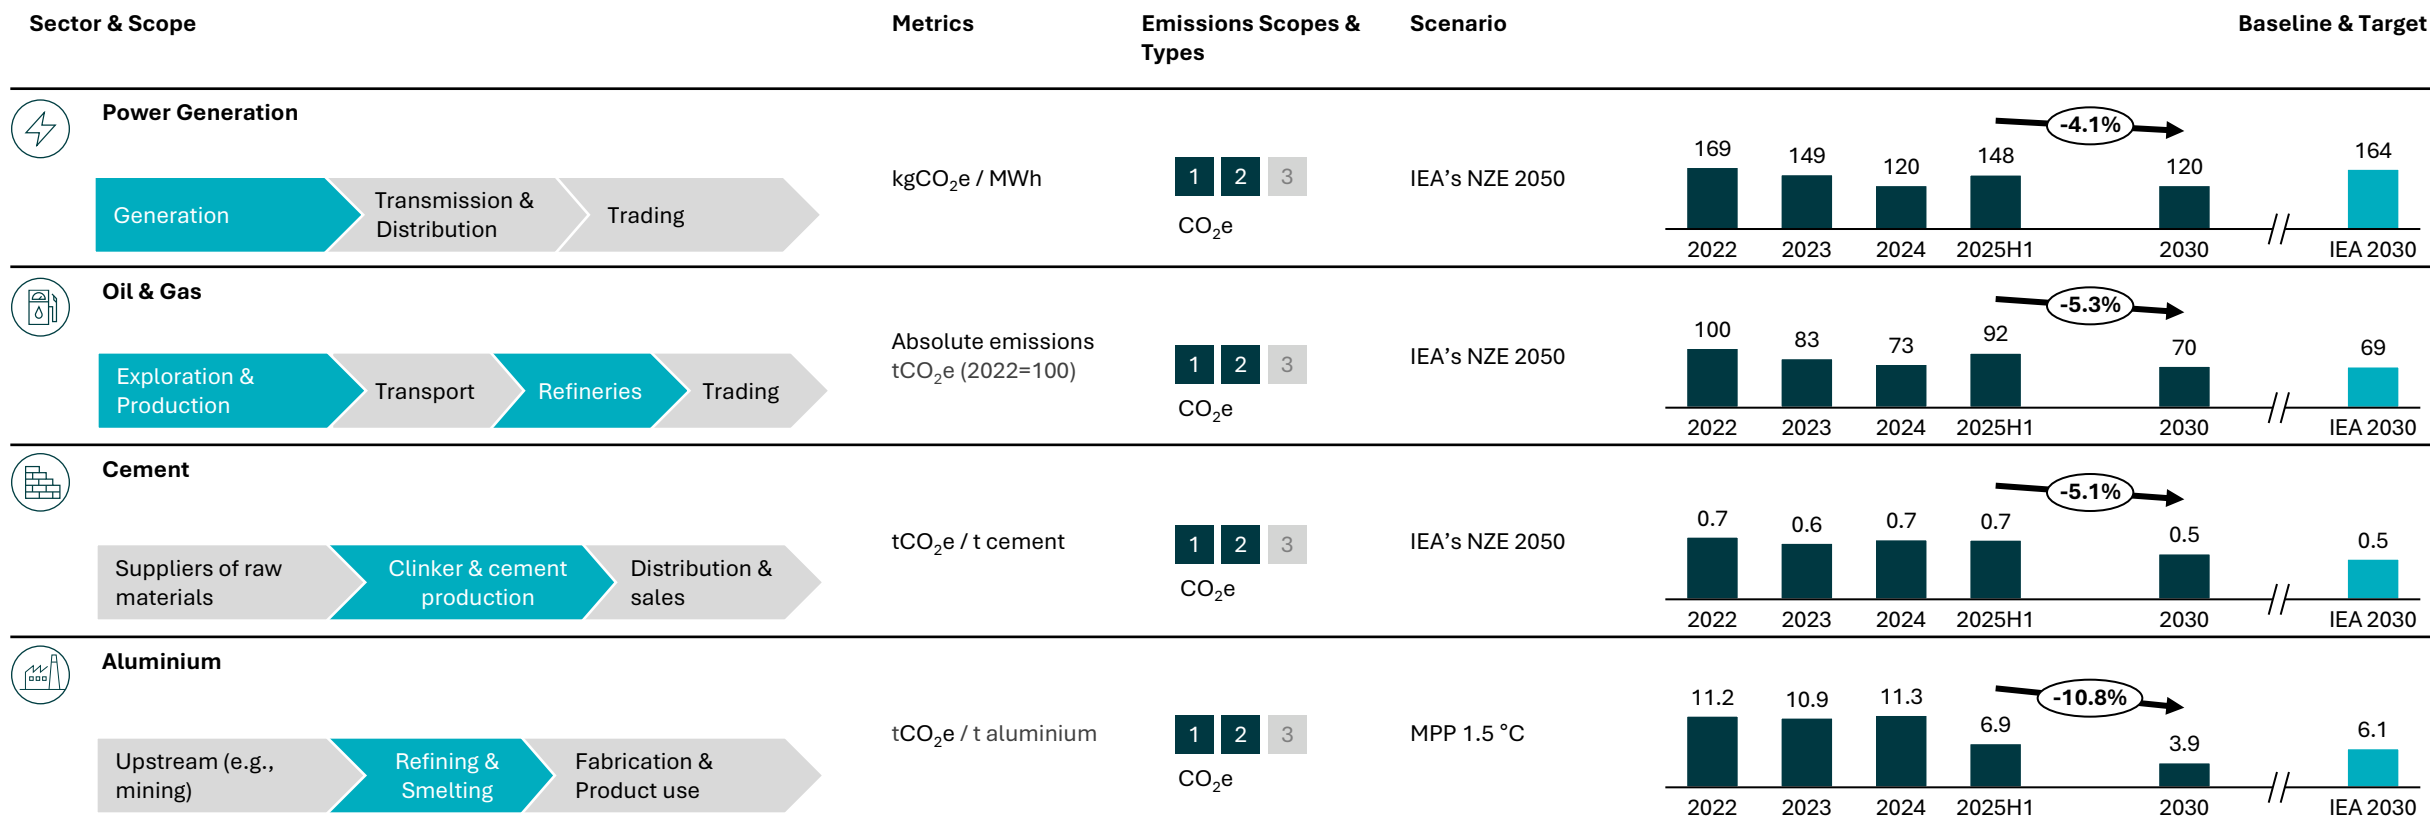 Sector & Scope
Metrics
Emissions Scopes &
Types
Scenario
Baseline & Target
Power Generation
Generation
Transmission &
Distribution
Trading
kgCO₂e / MWh
1 2 3
CO₂e
IEA's NZE 2050
-4.1%
169 149 120 148 120 164
2022 2023 2024 2025H1 2030 IEA 2030
Oil & Gas
Exploration &
Production
Transport
Refineries
Trading
Absolute emissions
tCO₂e (2022=100)
1 2 3
CO₂e
IEA's NZE 2050
-5.3%
100 83 73 92 70 69
2022 2023 2024 2025H1 2030 IEA 2030
Cement
Suppliers of raw
materials
Clinker & cement
production
Distribution &
sales
tCO₂e / t cement
1 2 3
CO₂e
IEA's NZE 2050
-5.1%
0.7 0.6 0.7 0.7 0.5 0.5
2022 2023 2024 2025H1 2030 IEA 2030
Aluminium
Upstream (e.g.,
mining)
Refining &
Smelting
Fabrication &
Product use
tCO₂e / t aluminium
1 2 3
CO₂e
MPP 1.5 °C
-10.8%
11.2 10.9 11.3 6.9 3.9 6.1
2022 2023 2024 2025H1 2030 IEA 2030